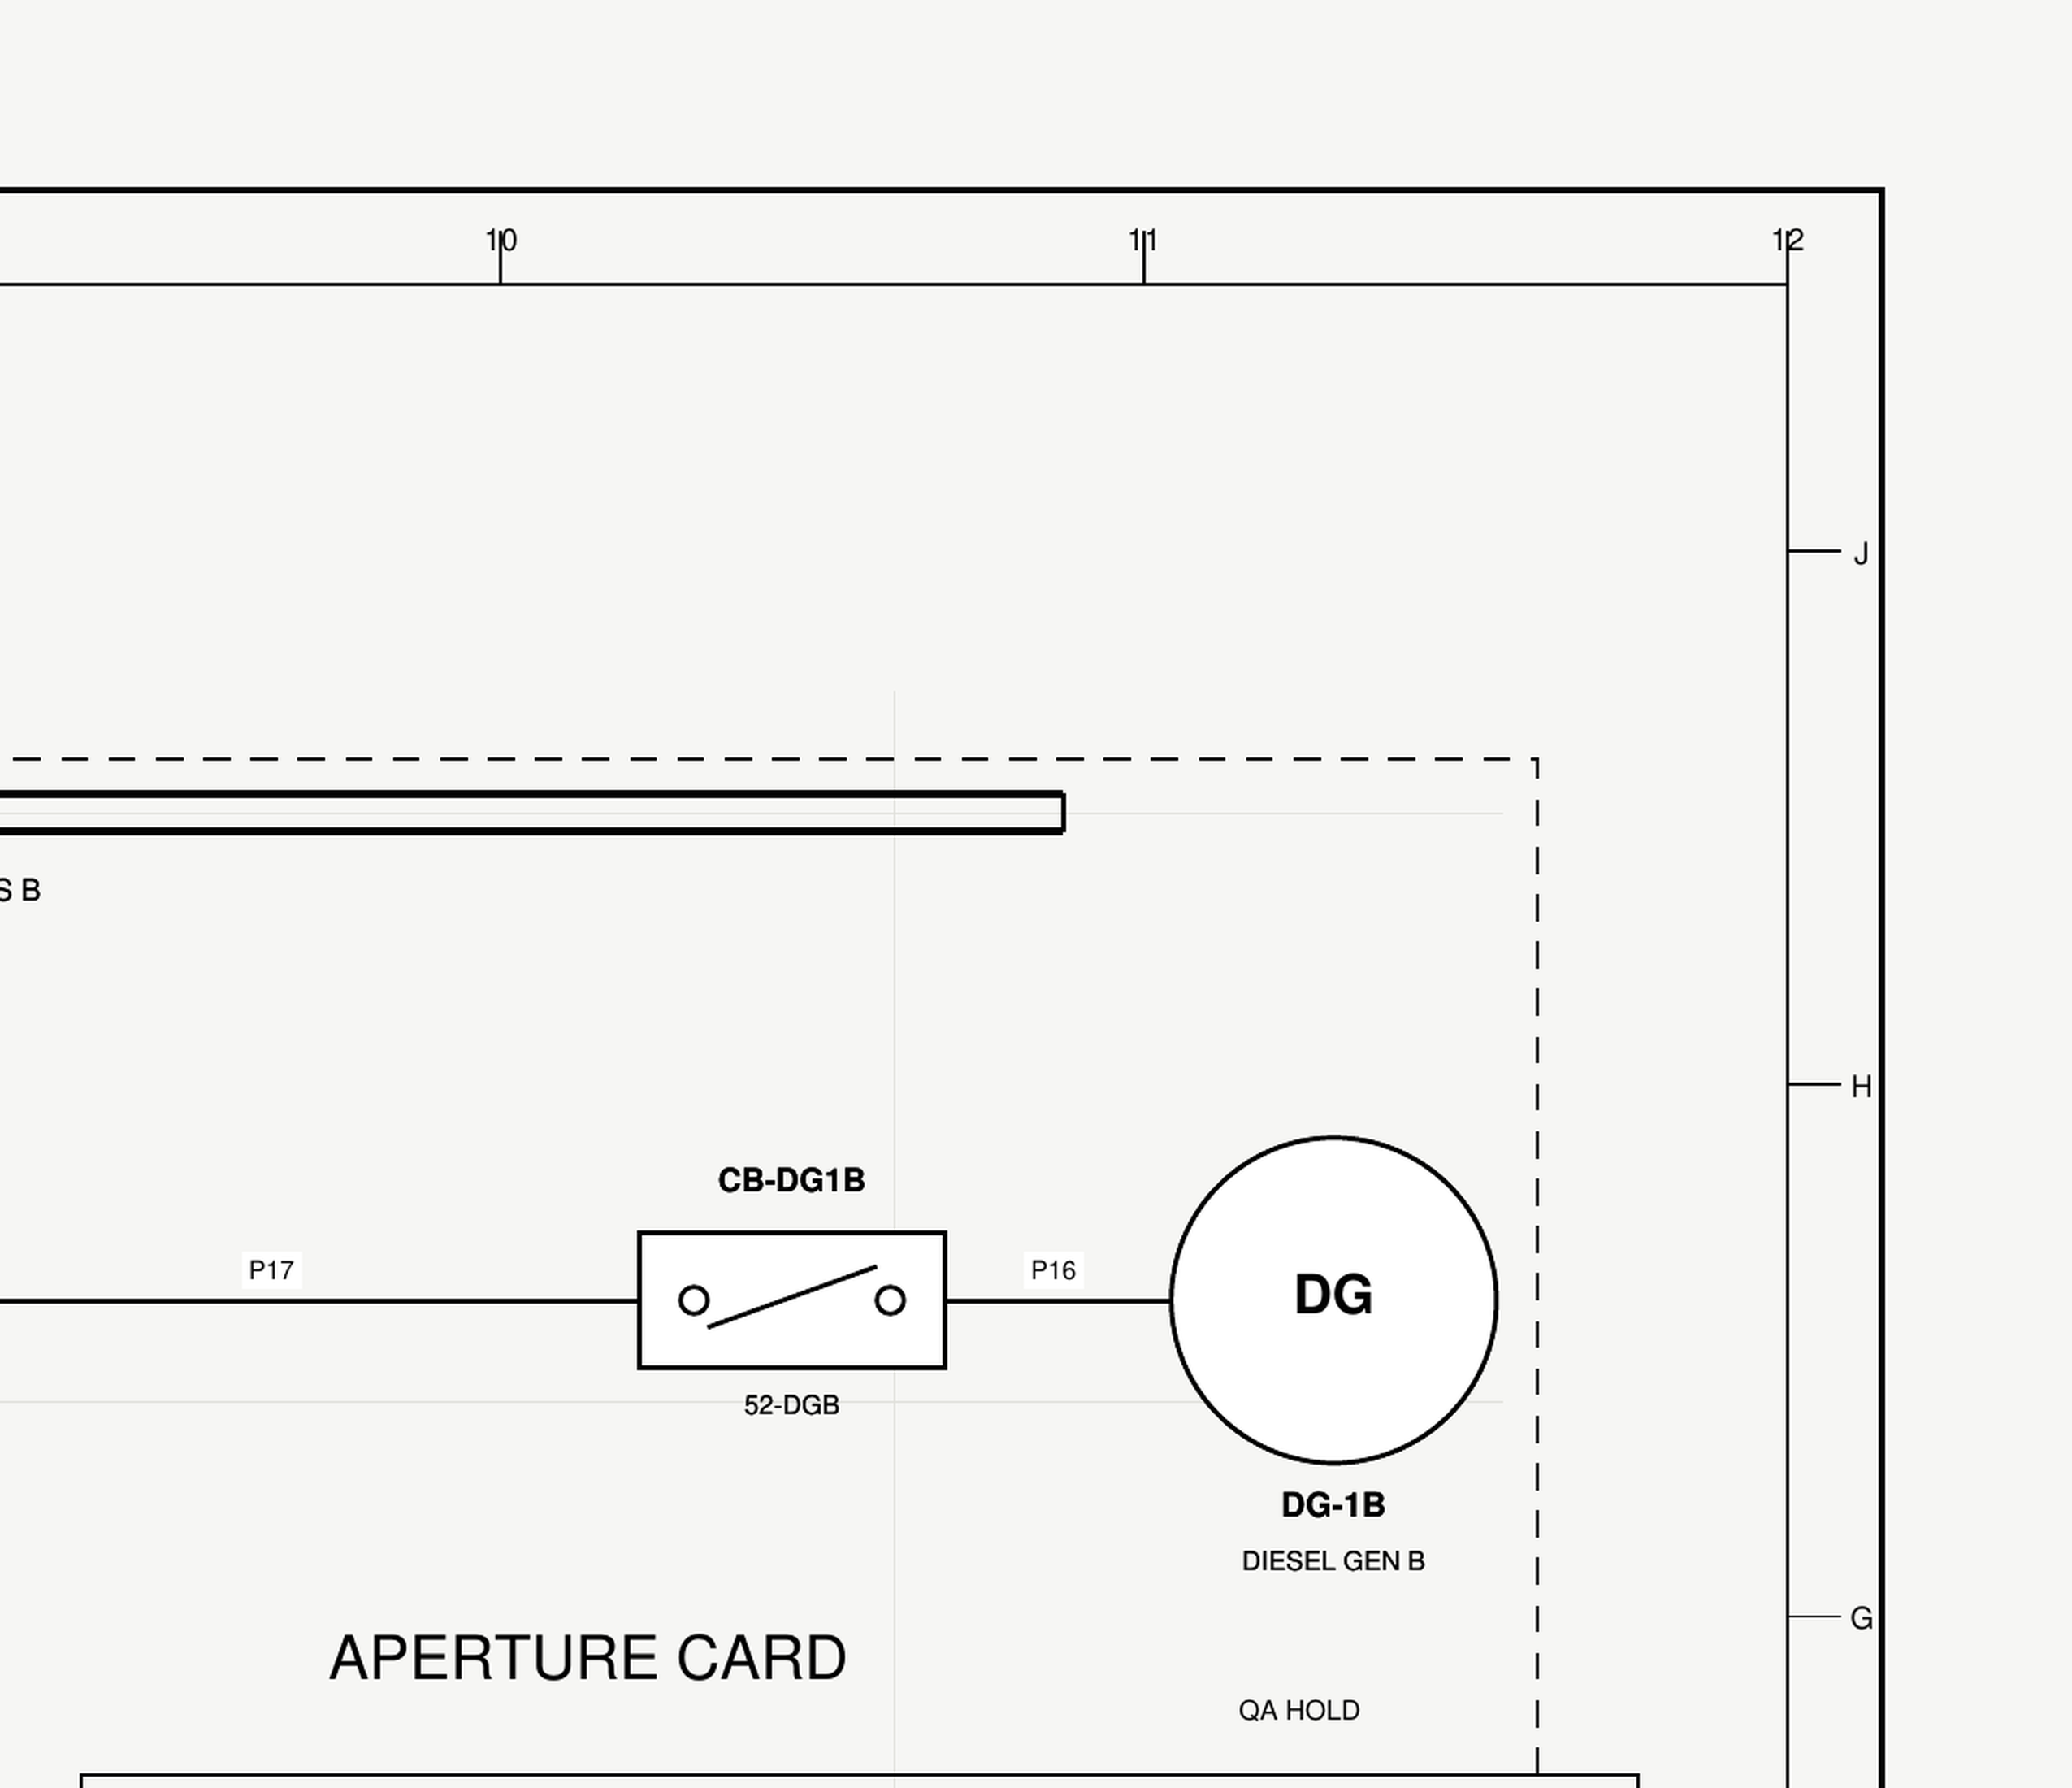 10 11 12
J
S B
H
CB-DG1B
P17 P16
DG
52-DGB
DG-1B
DIESEL GEN B
G
APERTURE CARD
QA HOLD